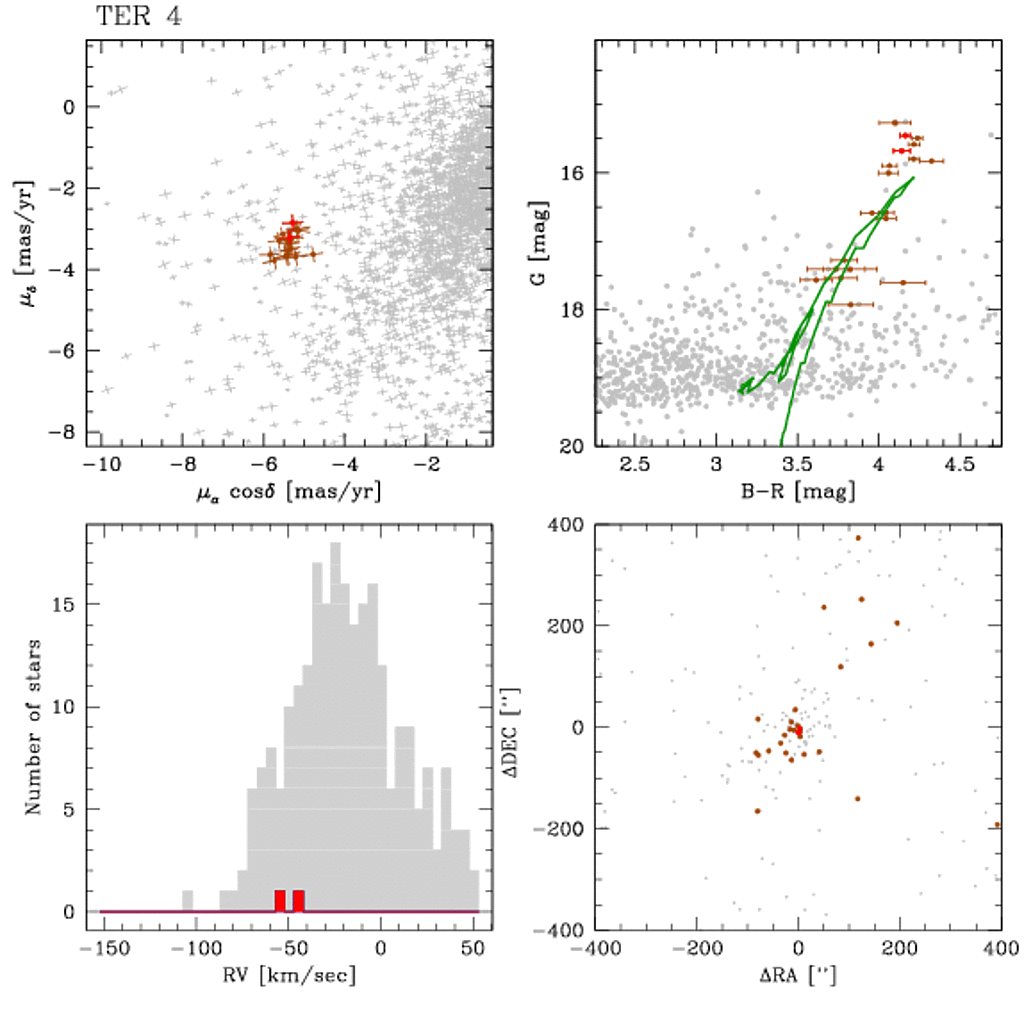 TER 4
0
−2
−4
−6
−8
μδ [mas/yr]
−10 −8 −6 −4 −2
μα cosδ [mas/yr]
16
18
20
G [mag]
2.5 3 3.5 4 4.5
B−R [mag]
15
10
5
0
Number of stars
−150 −100 −50 0 50
RV [km/sec]
400
200
0
−200
−400
ΔDEC [″]
−400 −200 0 200 400
ΔRA [″]